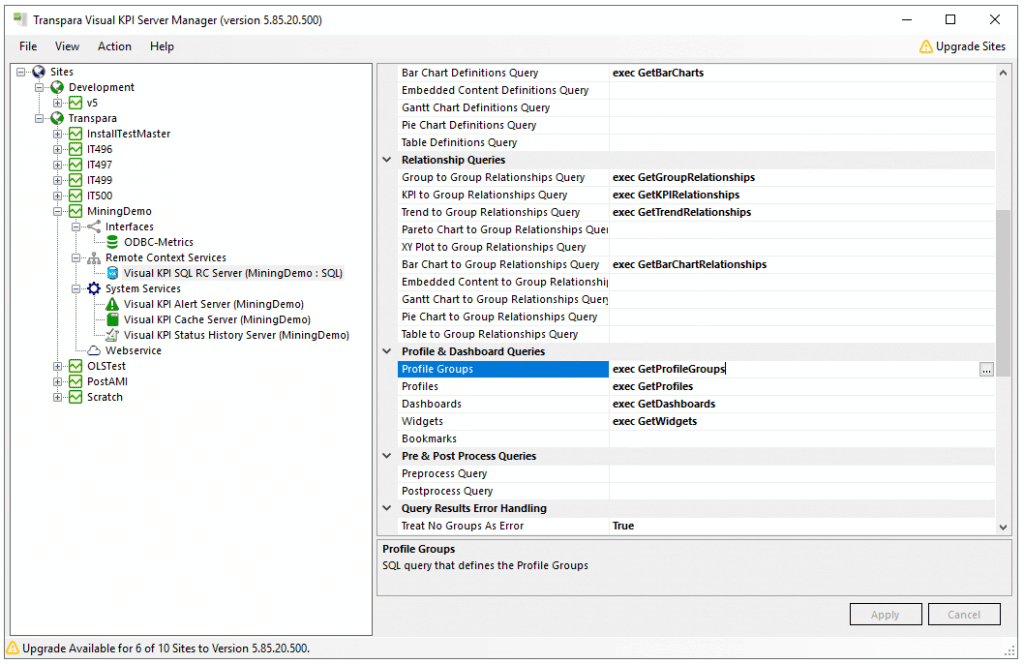 Transpara Visual KPI Server Manager (version 5.85.20.500)
File View Action Help
Upgrade Sites
Sites
Development
v5
Transpara
InstallTestMaster
IT496
IT497
IT499
IT500
MiningDemo
Interfaces
ODBC-Metrics
Remote Context Services
Visual KPI SQL RC Server (MiningDemo : SQL)
System Services
Visual KPI Alert Server (MiningDemo)
Visual KPI Cache Server (MiningDemo)
Visual KPI Status History Server (MiningDemo)
Webservice
OLSTest
PostAMI
Scratch
Bar Chart Definitions Query exec GetBarCharts
Embedded Content Definitions Query
Gantt Chart Definitions Query
Pie Chart Definitions Query
Table Definitions Query
Relationship Queries
Group to Group Relationships Query exec GetGroupRelationships
KPI to Group Relationships Query exec GetKPIRelationships
Trend to Group Relationships Query exec GetTrendRelationships
Pareto Chart to Group Relationships Quer
XY Plot to Group Relationships Query
Bar Chart to Group Relationships Query exec GetBarChartRelationships
Embedded Content to Group Relationshi
Gantt Chart to Group Relationships Query
Pie Chart to Group Relationships Query
Table to Group Relationships Query
Profile & Dashboard Queries
Profile Groups exec GetProfileGroups ...
Profiles exec GetProfiles
Dashboards exec GetDashboards
Widgets exec GetWidgets
Bookmarks
Pre & Post Process Queries
Preprocess Query
Postprocess Query
Query Results Error Handling
Treat No Groups As Error True
Profile Groups
SQL query that defines the Profile Groups
Apply Cancel
Upgrade Available for 6 of 10 Sites to Version 5.85.20.500.